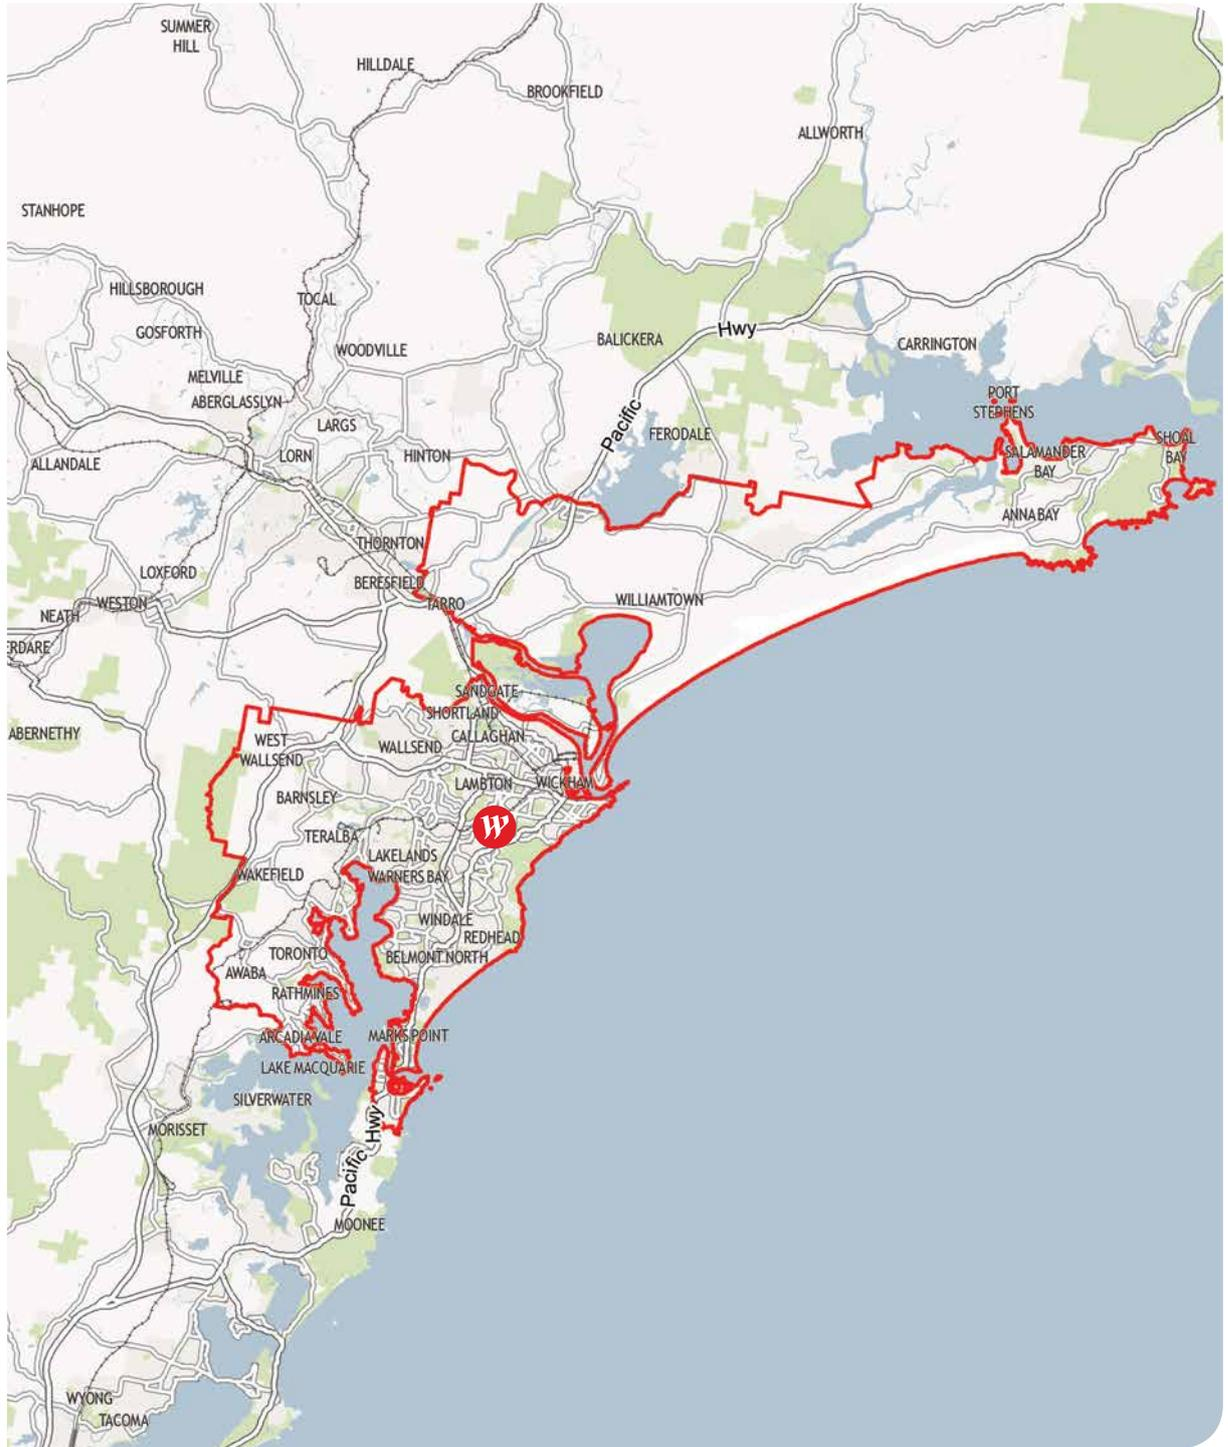 SUMMER
HILL
HILLDALE
BROOKFIELD
ALLWORTH
STANHOPE
HILLSBOROUGH
TOCAL
GOSFORTH
Hwy
BALICKERA
CARRINGTON
WOODVILLE
MELVILLE
ABERGLASSLYN
PORT
STEPHENS
LARGS
Pacific
FERODALE
SHOAL
BAY
LORN
HINTON
SALAMANDER
BAY
ALLANDALE
ANNA BAY
THORNTON
LOXFORD
BERESFIELD
WESTON
TARRO
WILLIAMTOWN
NEATH
ERDARE
SANDGATE
SHORTLAND
ABERNETHY
WEST
WALLSEND
CALLAGHAN
WALLSEND
LAMBTON
WICKHAM
BARNSLEY
W
TERALBA
LAKELANDS
WARNERS BAY
WAKEFIELD
WINDALE
REDHEAD
TORONTO
BELMONT NORTH
AWABA
RATHMINES
ARCADIA VALE
MARKS POINT
LAKE MACQUARIE
SILVERWATER
MORISSET
Pacific Hwy
MOONEE
WYONG
TACOMA